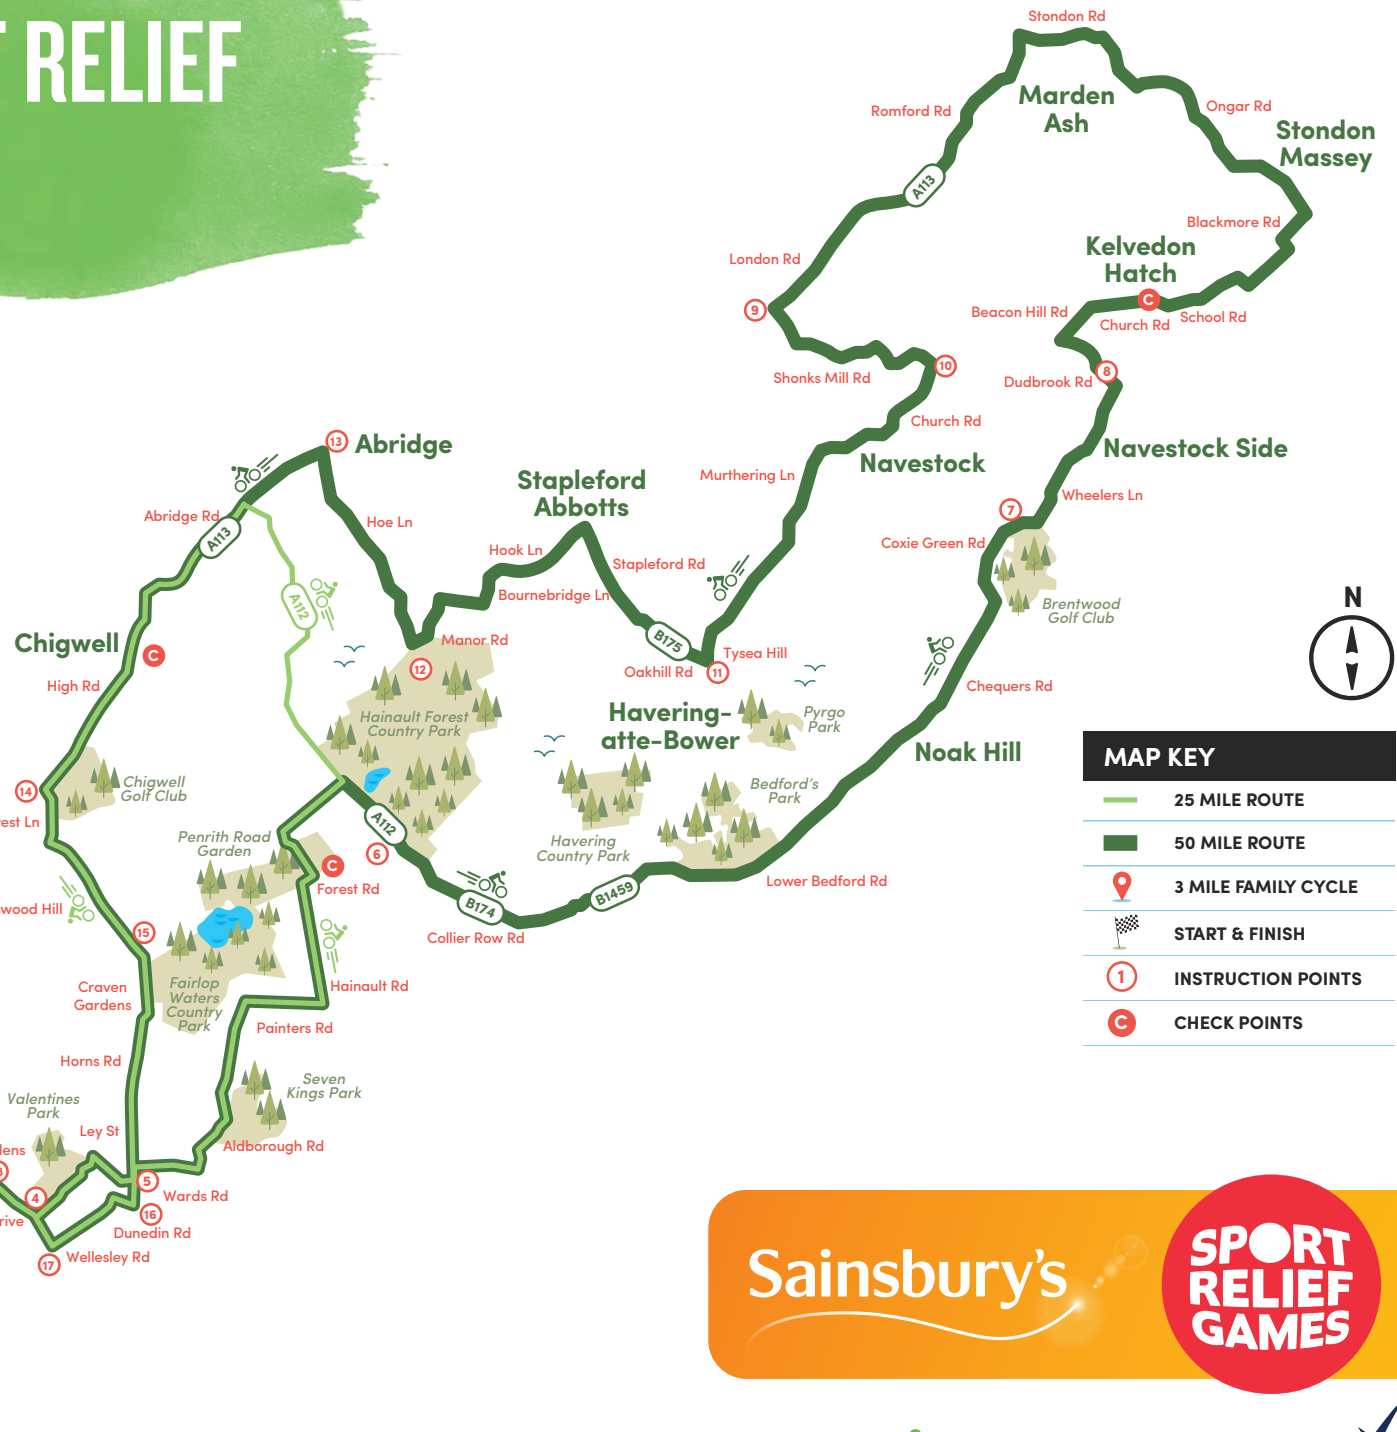 RELIEF
Stondon Rd
Marden
Ash
Romford Rd
Ongar Rd
Stondon
Massey
A113
Blackmore Rd
Kelvedon
Hatch
London Rd
C
9
Beacon Hill Rd
Church Rd
School Rd
Shonks Mill Rd
10
Dudbrook Rd
8
Church Rd
13
Abridge
Navestock
Navestock Side
Stapleford
Abbotts
Murthering Ln
Wheelers Ln
Abridge Rd
A113
Hoe Ln
7
Coxie Green Rd
Hook Ln
Stapleford Rd
Bournebridge Ln
A112
Brentwood
Golf Club
N
Chigwell
C
Manor Rd
B175
Tysea Hill
12
Oakhill Rd
11
High Rd
Chequers Rd
Hainault Forest
Country Park
Havering-
atte-Bower
Pyrgo
Park
Noak Hill
MAP KEY
25 MILE ROUTE
50 MILE ROUTE
3 MILE FAMILY CYCLE
START & FINISH
1
INSTRUCTION POINTS
C
CHECK POINTS
14
Chigwell
Golf Club
est Ln
Bedford's
Park
A112
Penrith Road
Garden
6
Havering
Country Park
C
Forest Rd
Lower Bedford Rd
B1459
B174
wood Hill
15
Collier Row Rd
Craven
Gardens
Fairlop
Waters
Country
Park
Hainault Rd
Painters Rd
Horns Rd
Seven
Kings Park
Valentines
Park
Ley St
Aldborough Rd
lens
3
4
5
Wards Rd
rive
16
Dunedin Rd
17
Wellesley Rd
Sainsbury's
SPORT
RELIEF
GAMES